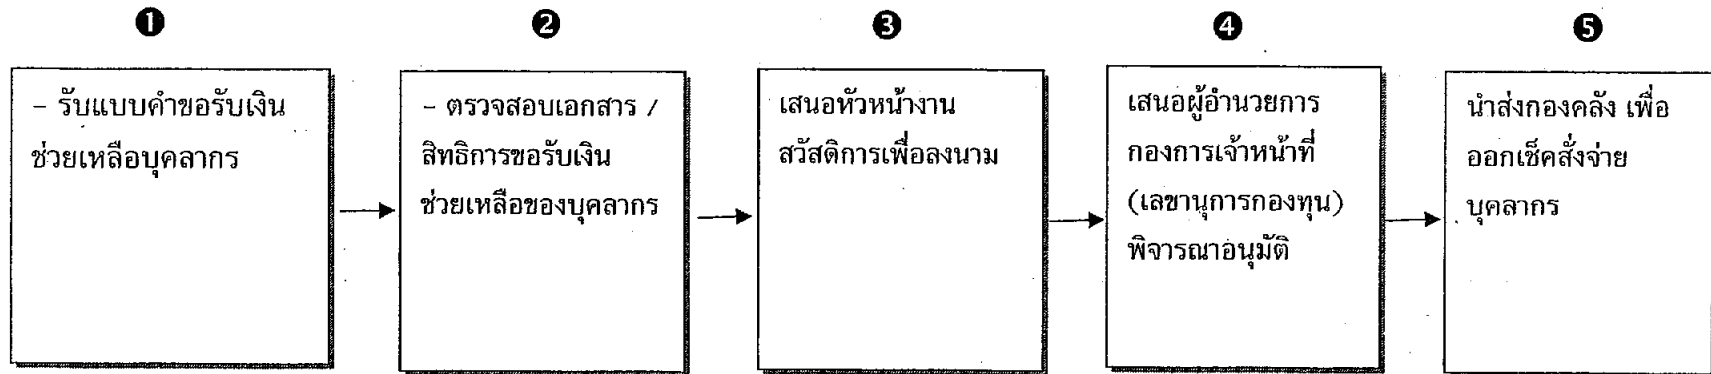 ❶
❷
❸
❹
❺
- รับแบบคำขอรับเงิน
ช่วยเหลือบุคลากร
- ตรวจสอบเอกสาร /
สิทธิการขอรับเงิน
ช่วยเหลือของบุคลากร
เสนอหัวหน้างาน
สวัสดิการเพื่อลงนาม
เสนอผู้อำนวยการ
กองการเจ้าหน้าที่
(เลขานุการกองทุน)
พิจารณาอนุมัติ
นำส่งกองคลัง เพื่อ
ออกเช็คสั่งจ่าย
บุคลากร